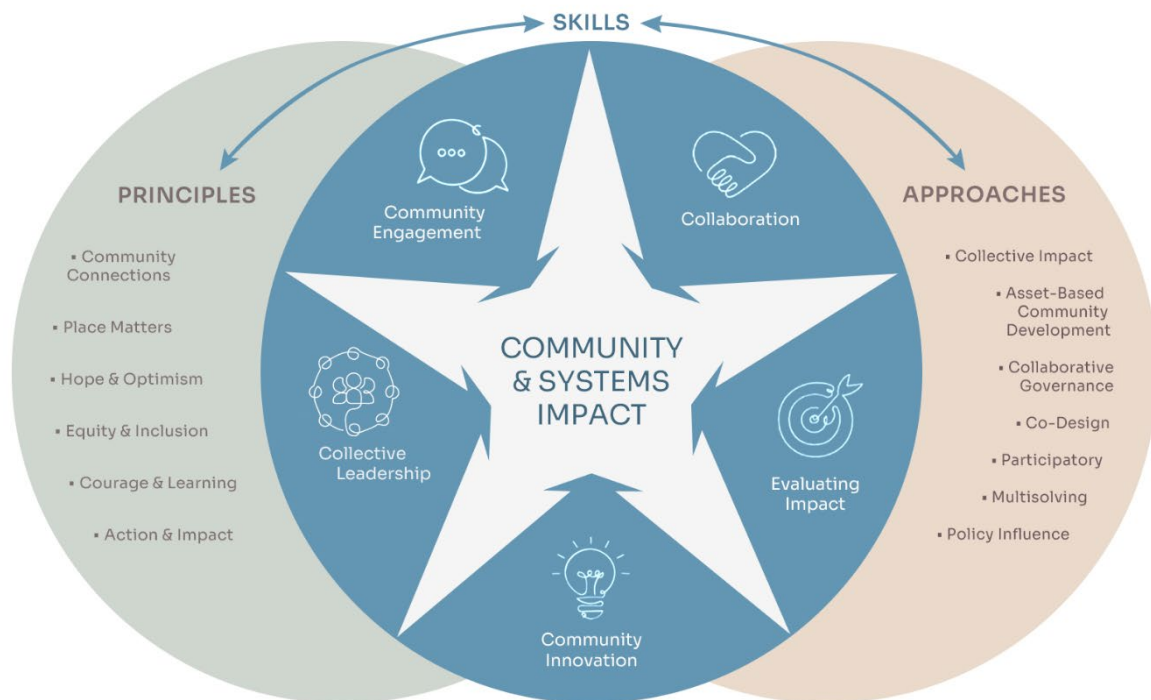 SKILLS
PRINCIPLES
▪ Community
Connections
▪ Place Matters
▪ Hope & Optimism
▪ Equity & Inclusion
▪ Courage & Learning
▪ Action & Impact
Community
Engagement
Collaboration
Collective
Leadership
COMMUNITY
& SYSTEMS
IMPACT
Evaluating
Impact
Community
Innovation
APPROACHES
▪ Collective Impact
▪ Asset-Based
Community
Development
▪ Collaborative
Governance
▪ Co-Design
▪ Participatory
▪ Multisolving
▪ Policy Influence